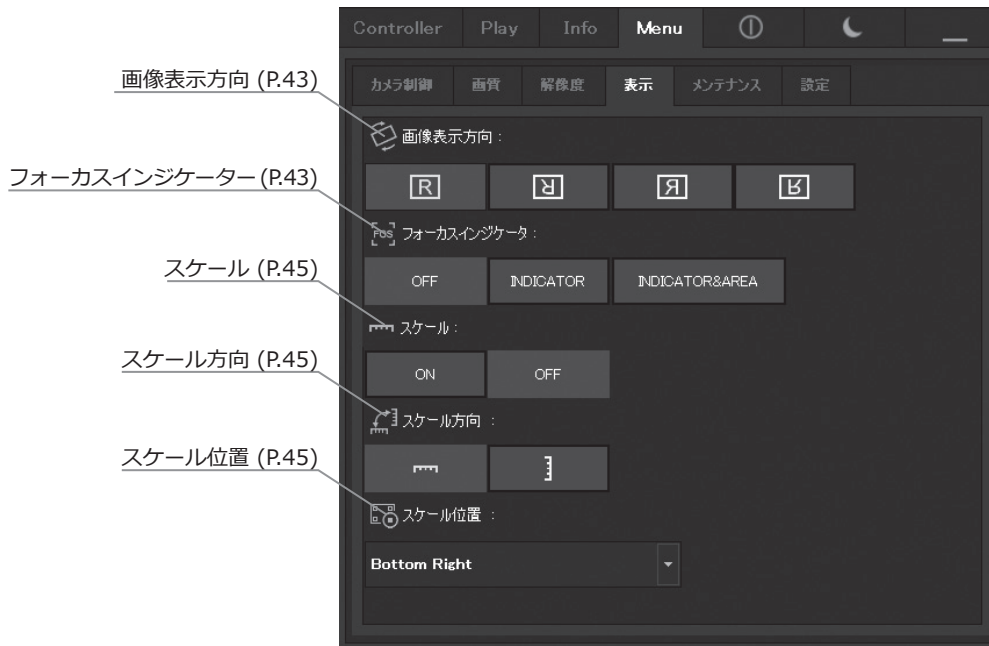 Controller Play Info Menu
画像表示方向 (P.43)
カメラ制御 画質 解像度 表示 メンテナンス 設定
画像表示方向 :
フォーカスインジケーター (P.43)
R R R R
FOS フォーカスインジケータ :
スケール (P.45)
OFF INDICATOR INDICATOR&AREA
スケール :
スケール方向 (P.45)
ON OFF
スケール方向 :
スケール位置 (P.45)
スケール位置 :
Bottom Right